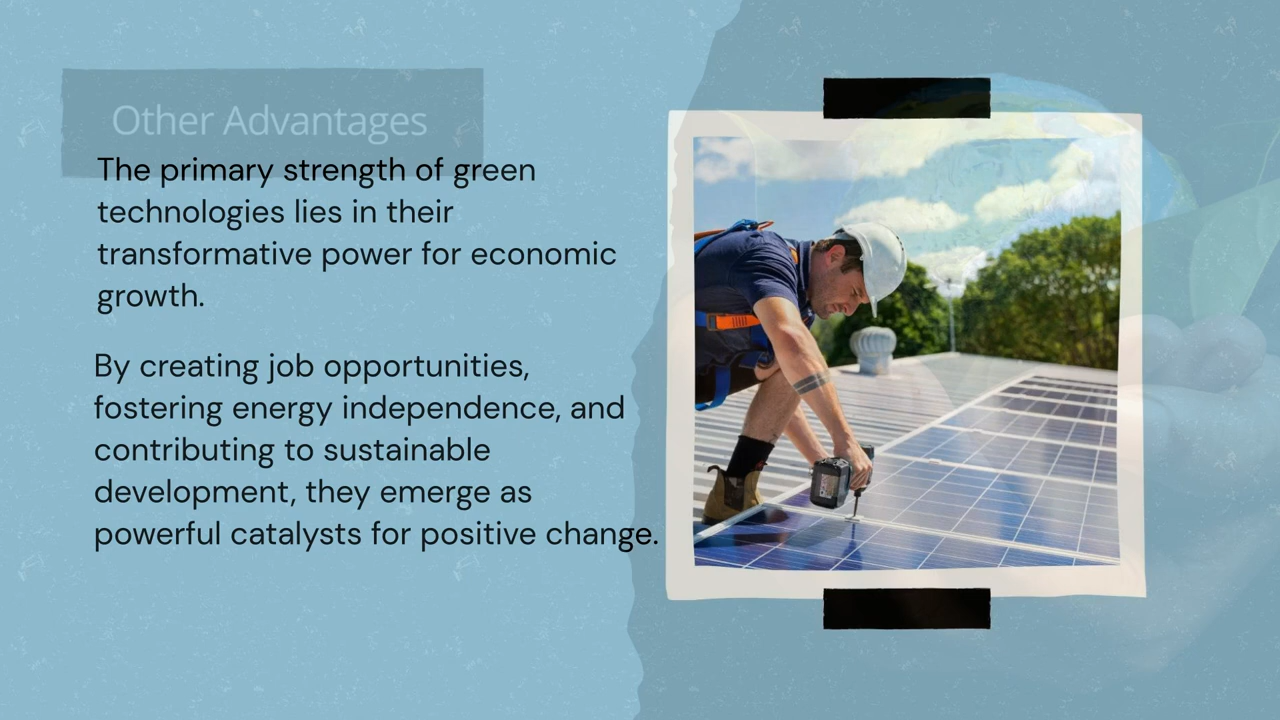 Other Advantages
The primary strength of green
technologies lies in their
transformative power for economic
growth.
By creating job opportunities,
fostering energy independence, and
contributing to sustainable
development, they emerge as
powerful catalysts for positive change.